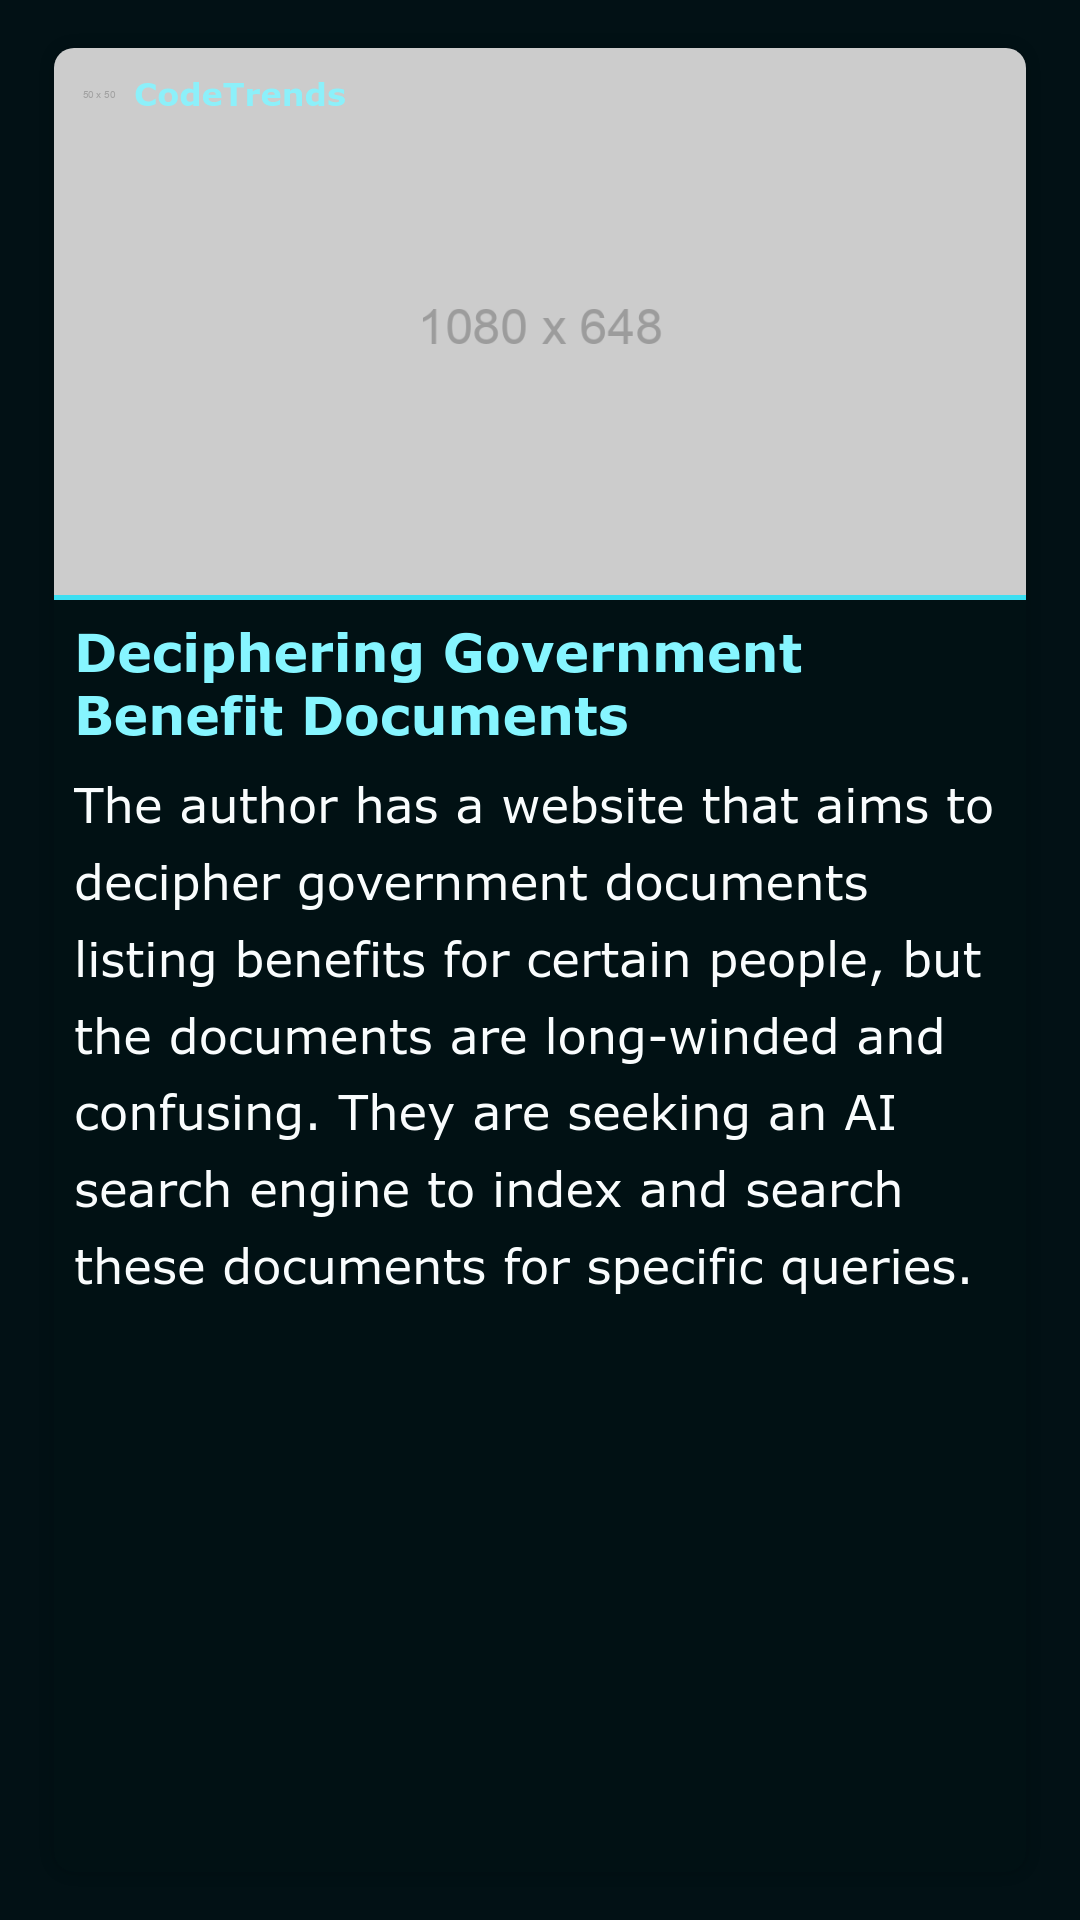 50 x 50
CodeTrends
1080 x 648
Deciphering Government
Benefit Documents
The author has a website that aims to
decipher government documents
listing benefits for certain people, but
the documents are long-winded and
confusing. They are seeking an AI
search engine to index and search
these documents for specific queries.